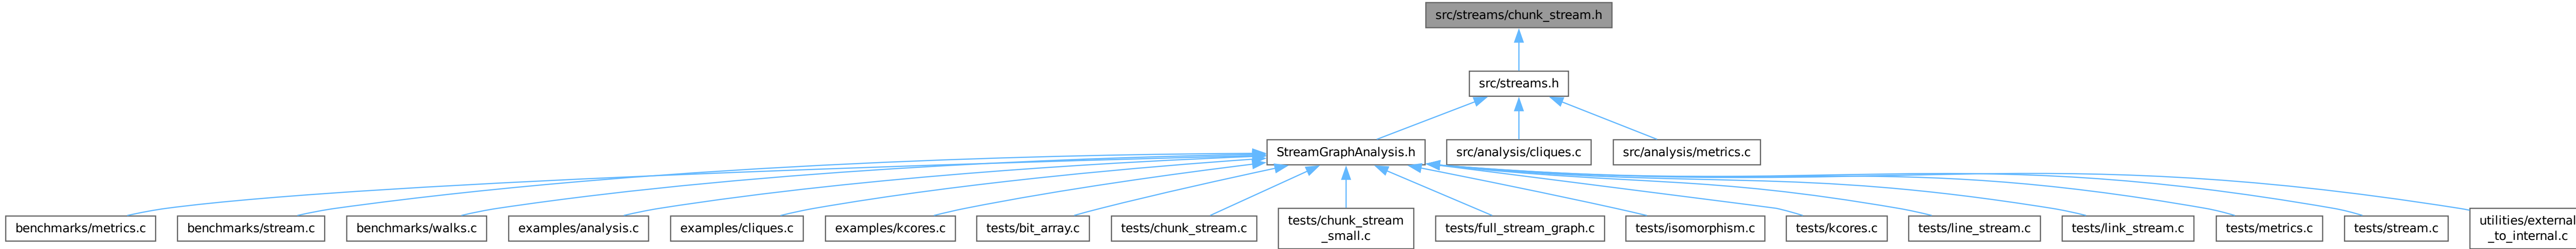 src/streams/chunk_stream.h
src/streams.h
StreamGraphAnalysis.h
src/analysis/cliques.c
src/analysis/metrics.c
benchmarks/metrics.c
benchmarks/stream.c
benchmarks/walks.c
examples/analysis.c
examples/cliques.c
examples/kcores.c
tests/bit_array.c
tests/chunk_stream.c
tests/chunk_stream
_small.c
tests/full_stream_graph.c
tests/isomorphism.c
tests/kcores.c
tests/line_stream.c
tests/link_stream.c
tests/metrics.c
tests/stream.c
utilities/external
_to_internal.c